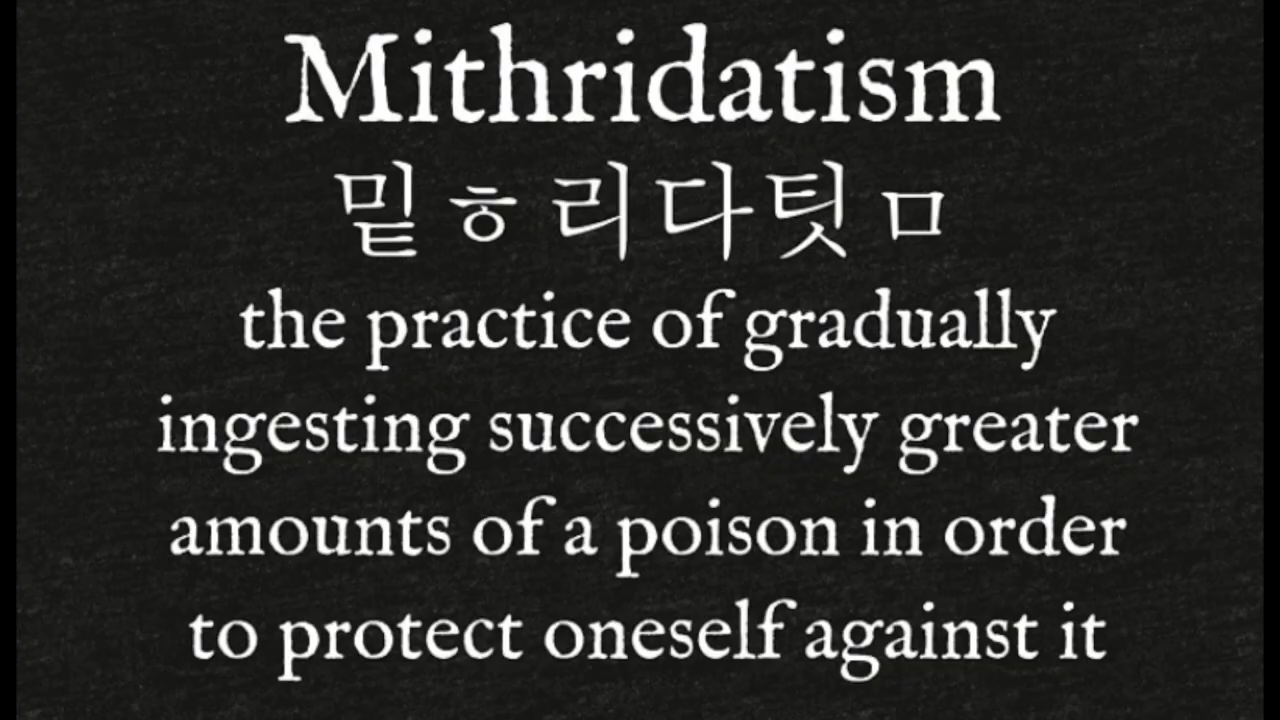 Mithridatism
밑ㅎ리다팃ㅁ
the practice of gradually
ingesting successively greater
amounts of a poison in order
to protect oneself against it